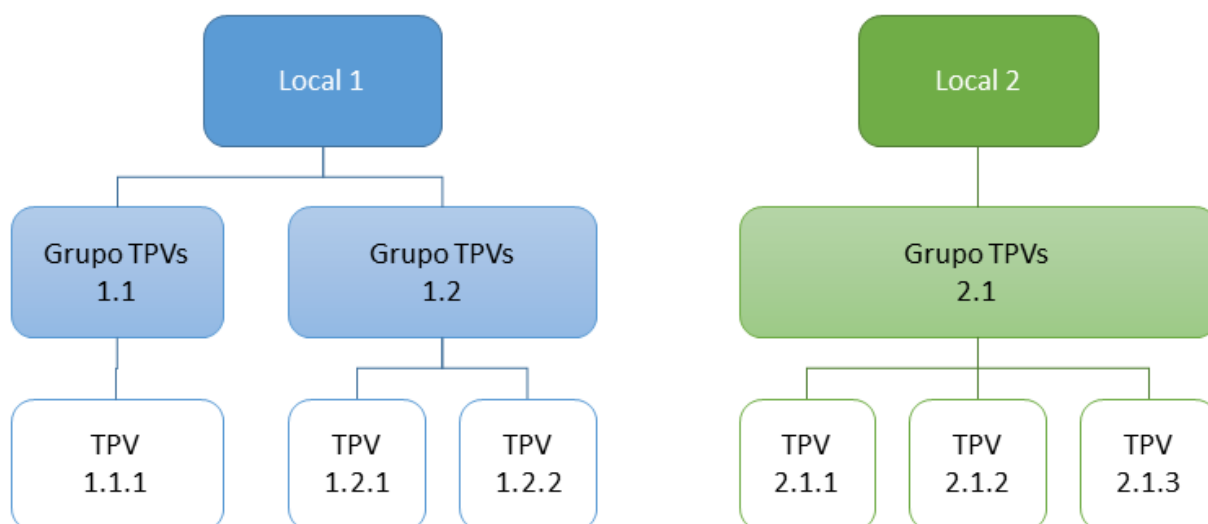 Local 1
Local 2
Grupo TPVs
1.1
Grupo TPVs
1.2
Grupo TPVs
2.1
TPV
1.1.1
TPV
1.2.1
TPV
1.2.2
TPV
2.1.1
TPV
2.1.2
TPV
2.1.3